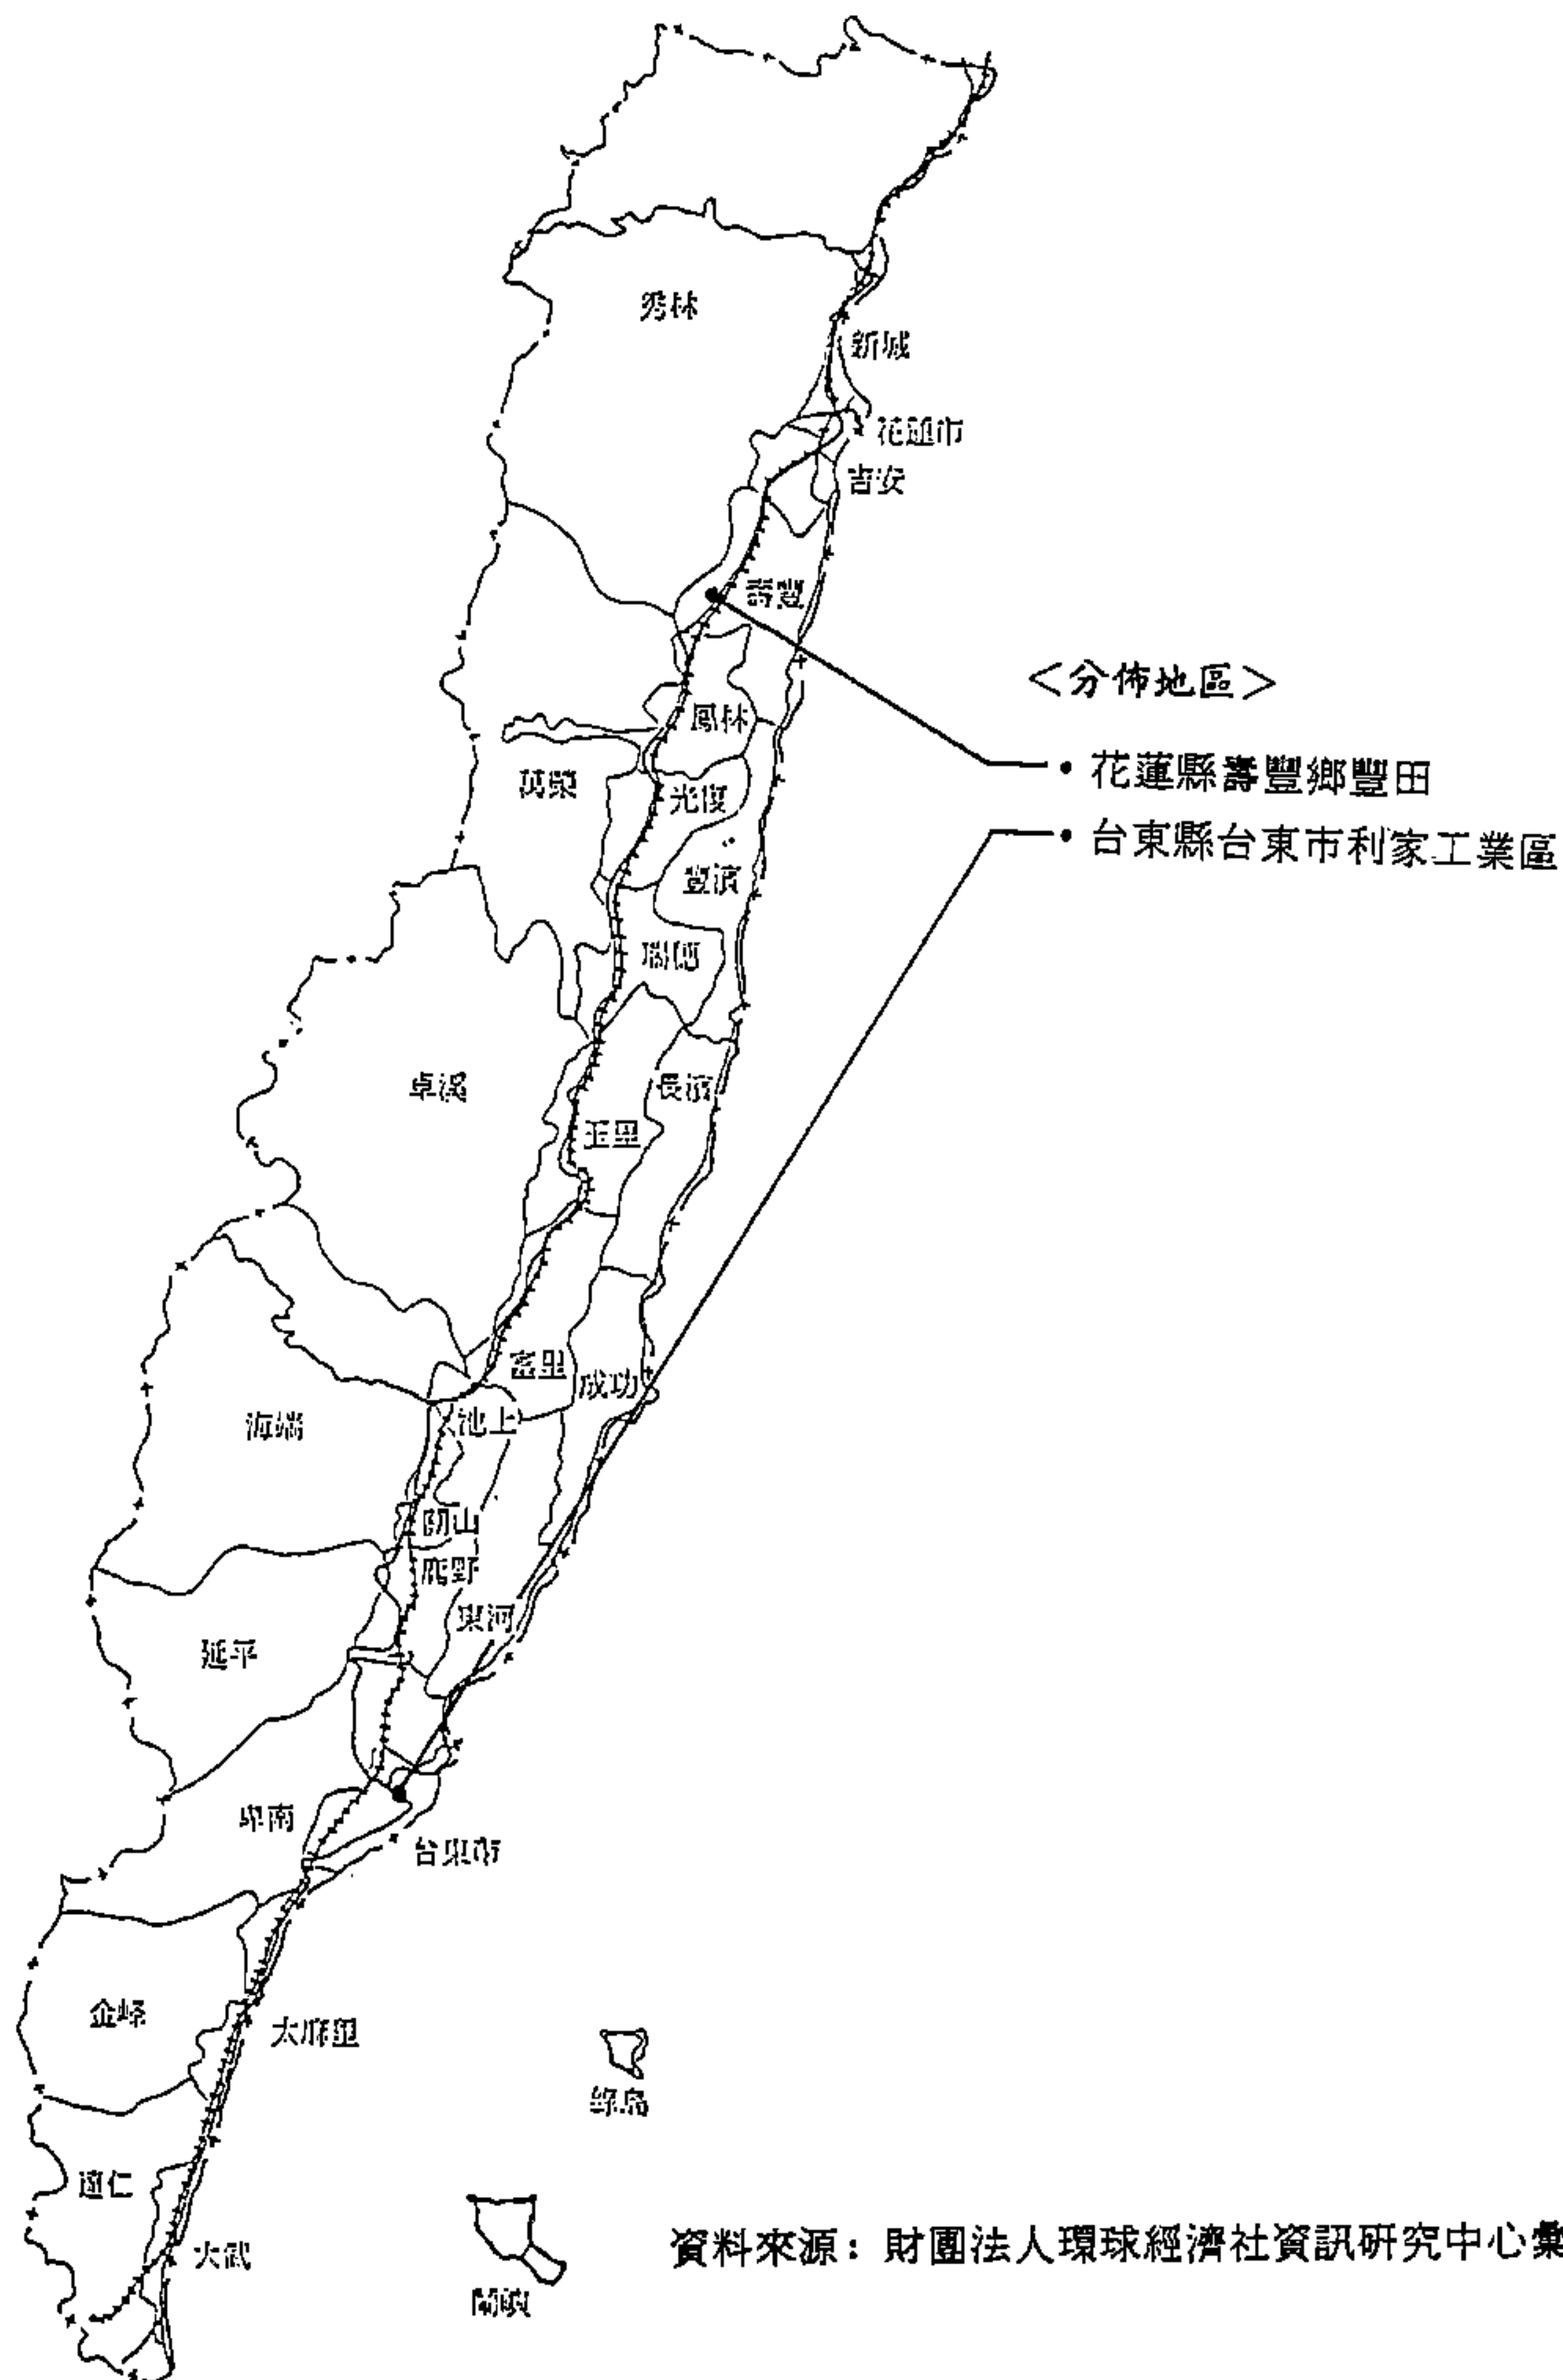 秀林
新城
花蓮市
吉安
壽豐
<分佈地區>
鳳林
• 花蓮縣壽豐鄉豐田
萬榮
光復
• 台東縣台東市利家工業區
豐濱
瑞穗
卓溪
長濱
玉里
富里
成功
海端
池上
關山
鹿野
東河
延平
卑南
台東市
金峰
太麻里
綠島
達仁
大武
資料來源：財團法人環球經濟社資訊研究中心彙
蘭嶼